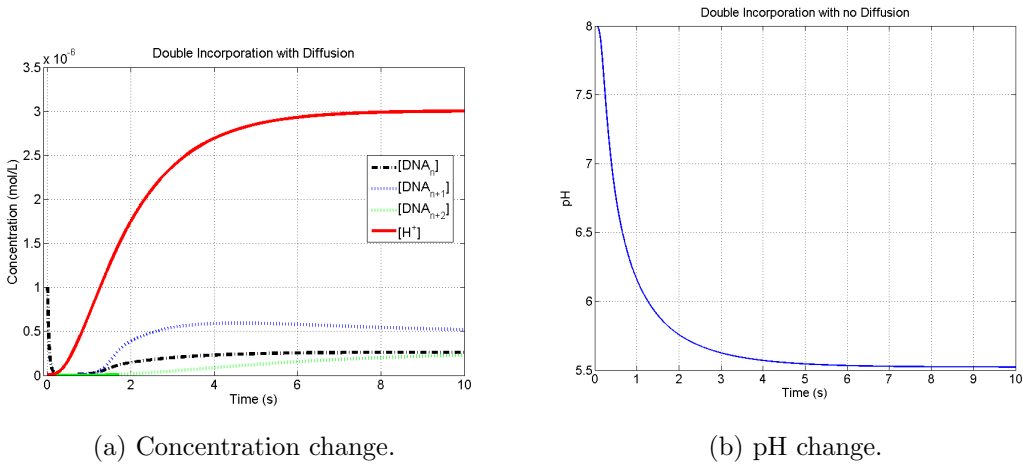 Double Incorporation with Diffusion
x 10⁻⁶
3.5
3
2.5
2
1.5
1
0.5
0
Concentration (mol/L)
[DNAₙ]
[DNAₙ₊₁]
[DNAₙ₊₂]
[H⁺]
0 2 4 6 8 10
Time (s)
(a) Concentration change.
Double Incorporation with no Diffusion
8
7.5
7
6.5
6
5.5
pH
0 1 2 3 4 5 6 7 8 9 10
Time (s)
(b) pH change.